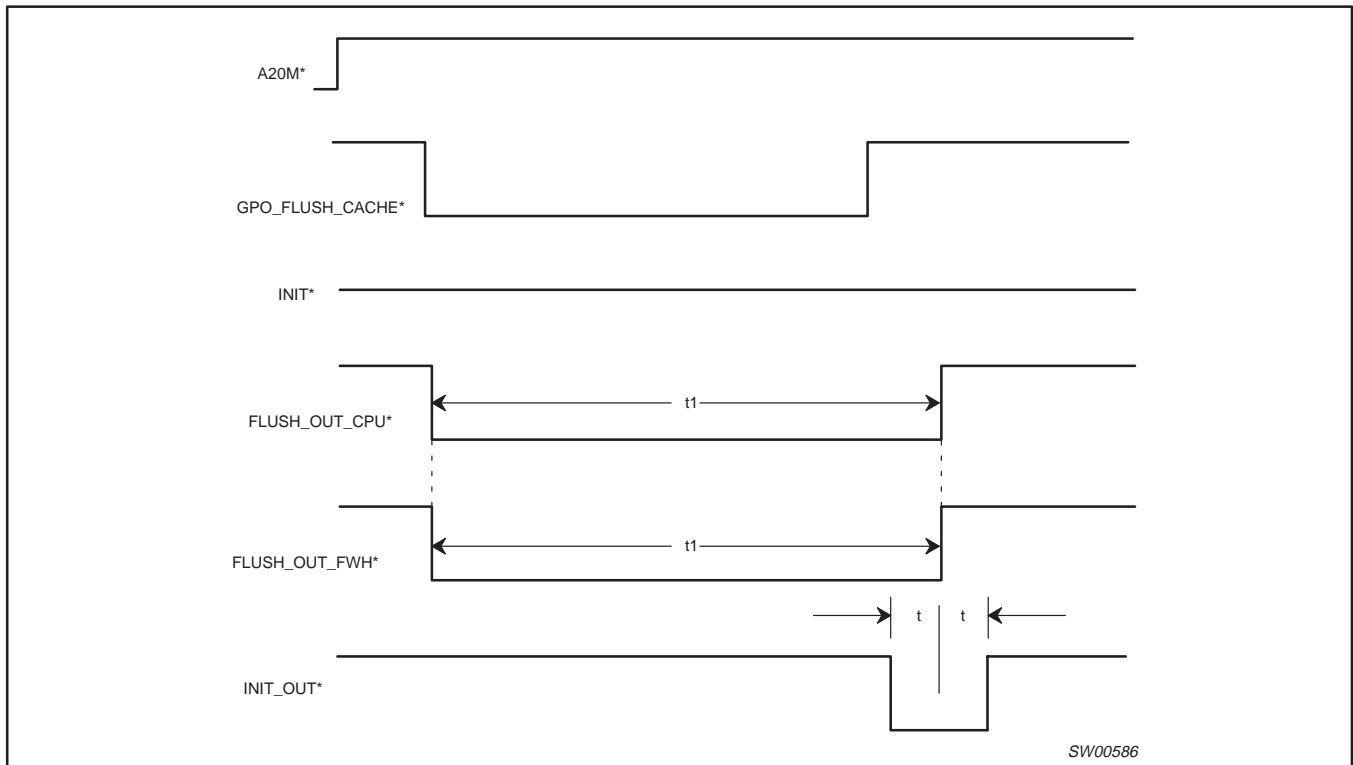 A20M*
GPO_FLUSH_CACHE*
INIT*
t1
FLUSH_OUT_CPU*
t1
FLUSH_OUT_FWH*
t t
INIT_OUT*
SW00586